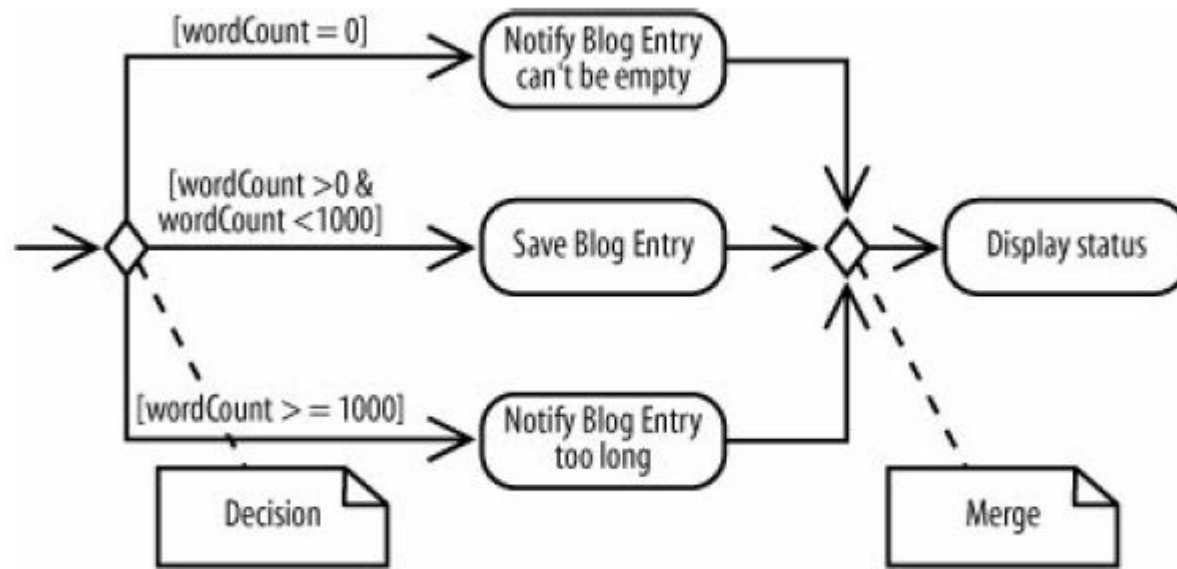 [wordCount = 0]
Notify Blog Entry
can't be empty
[wordCount >0 &
wordCount <1000]
Save Blog Entry
Display status
[wordCount > = 1000]
Notify Blog Entry
too long
Decision
Merge